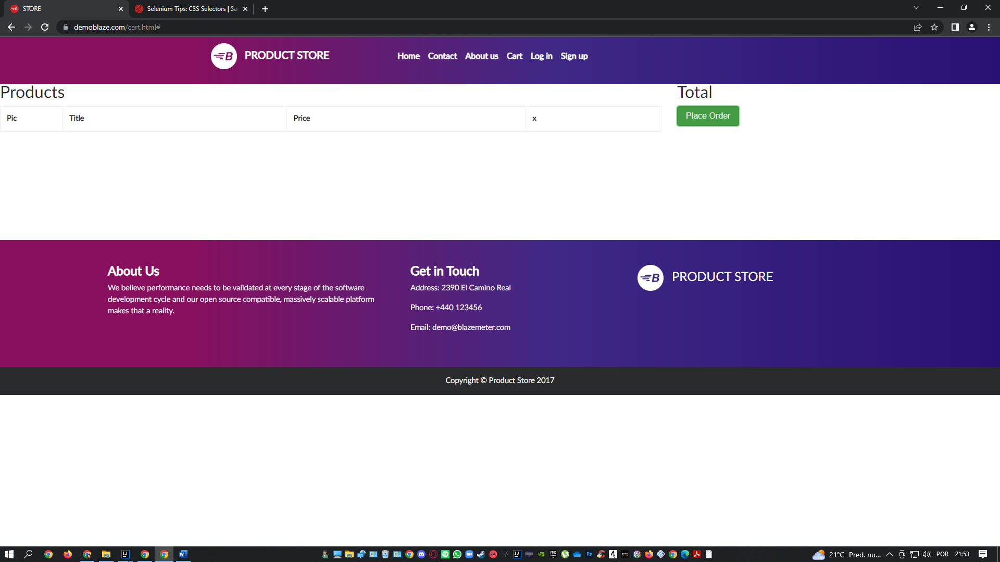 STORE
Selenium Tips: CSS Selectors | Sa
demoblaze.com/cart.html#
B PRODUCT STORE
Home Contact About us Cart Log in Sign up
Products
Total
Pic Title Price x
Place Order
About Us
We believe performance needs to be validated at every stage of the software
development cycle and our open source compatible, massively scalable platform
makes that a reality.
Get in Touch
Address: 2390 El Camino Real
Phone: +440 123456
Email: demo@blazemeter.com
B PRODUCT STORE
Copyright © Product Store 2017
21°C Pred. nu... POR 21:53